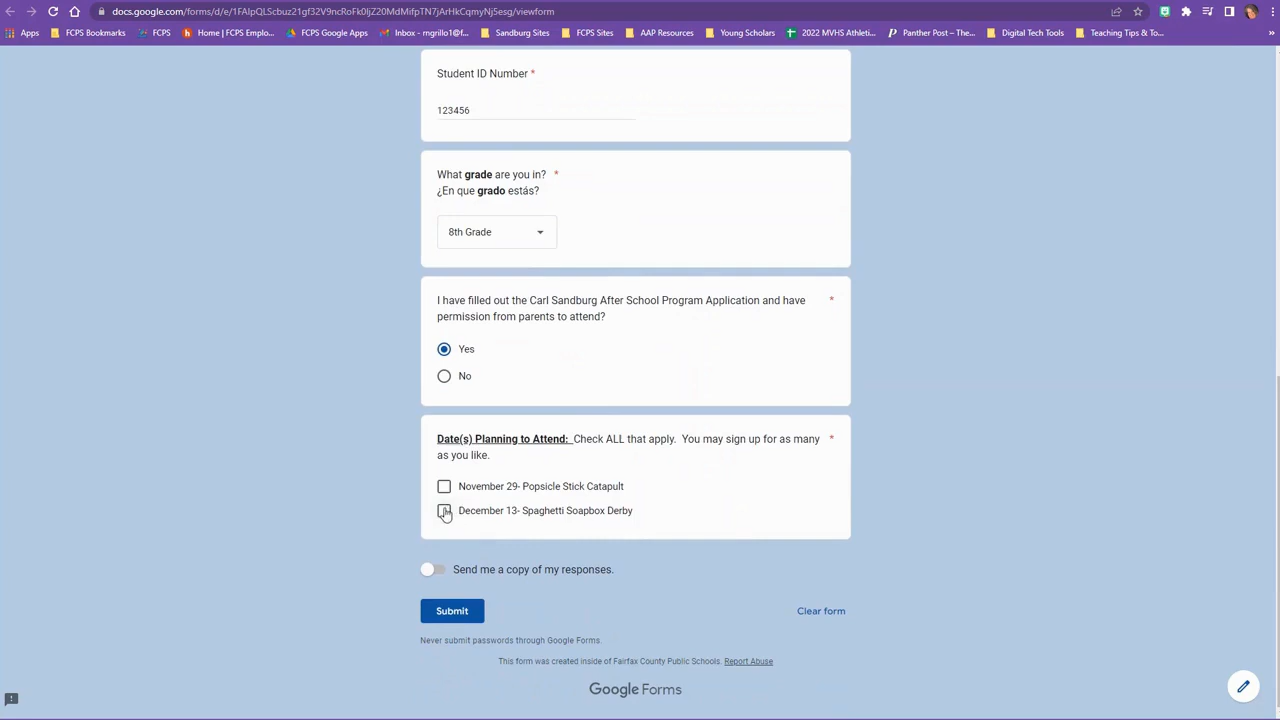 docs.google.com/forms/d/e/1FAIpQLScbuz21gf32V9ncRoFk0IjZ20MdMifpTN7jArHkCqmyNj5esg/viewform
Apps FCPS Bookmarks FCPS Home | FCPS Emplo... FCPS Google Apps Inbox - rmgrillo1@f... Sandburg Sites FCPS Sites AAP Resources Young Scholars 2022 MVHS Athleti... Panther Post – The... Digital Tech Tools Teaching Tips & To... »
Student ID Number *
123456
What grade are you in? *
¿En que grado estás?
8th Grade
I have filled out the Carl Sandburg After School Program Application and have *
permission from parents to attend?
Yes
No
Date(s) Planning to Attend: Check ALL that apply. You may sign up for as many *
as you like.
November 29- Popsicle Stick Catapult
December 13- Spaghetti Soapbox Derby
Send me a copy of my responses.
Submit Clear form
Never submit passwords through Google Forms.
This form was created inside of Fairfax County Public Schools. Report Abuse
Google Forms